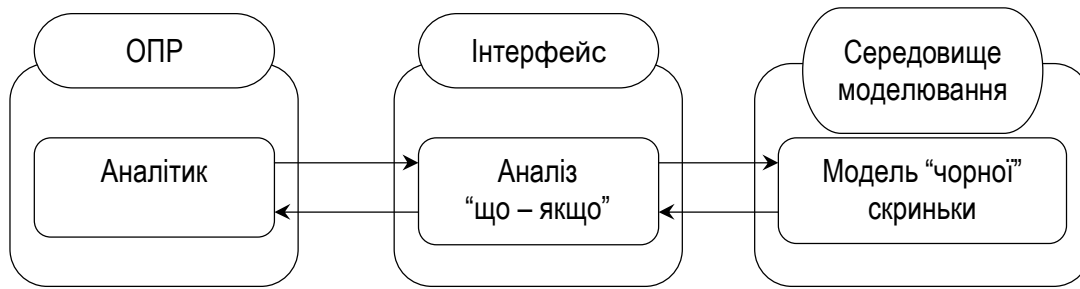 ОПР
Інтерфейс
Середовище
моделювання
Аналітик
Аналіз
“що – якщо”
Модель “чорної”
скриньки